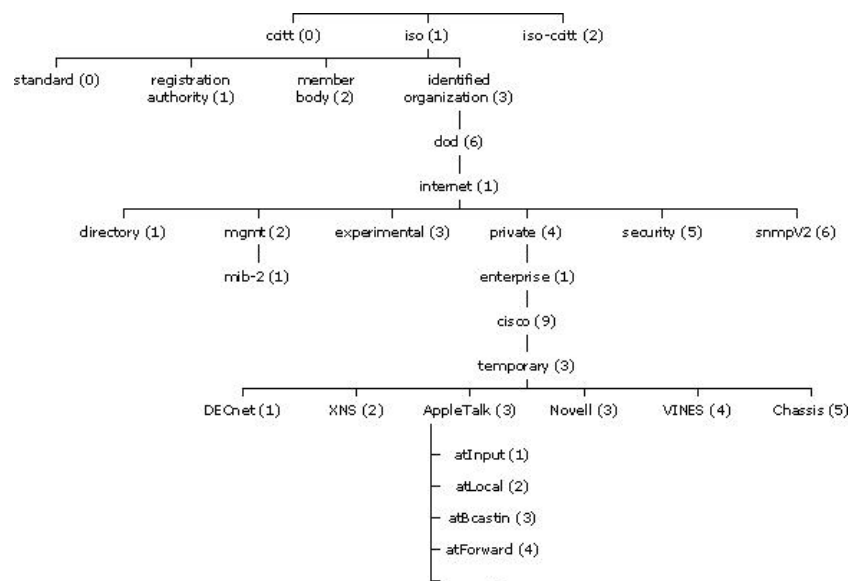 ccitt (0) iso (1) iso-ccitt (2)
standard (0) registration authority (1) member body (2) identified organization (3)
dod (6)
internet (1)
directory (1) mgmt (2) experimental (3) private (4) security (5) snmpV2 (6)
mib-2 (1) enterprise (1)
cisco (9)
temporary (3)
DECnet (1) XNS (2) AppleTalk (3) Novell (3) VINES (4) Chassis (5)
atInput (1)
atLocal (2)
atBcastin (3)
atForward (4)